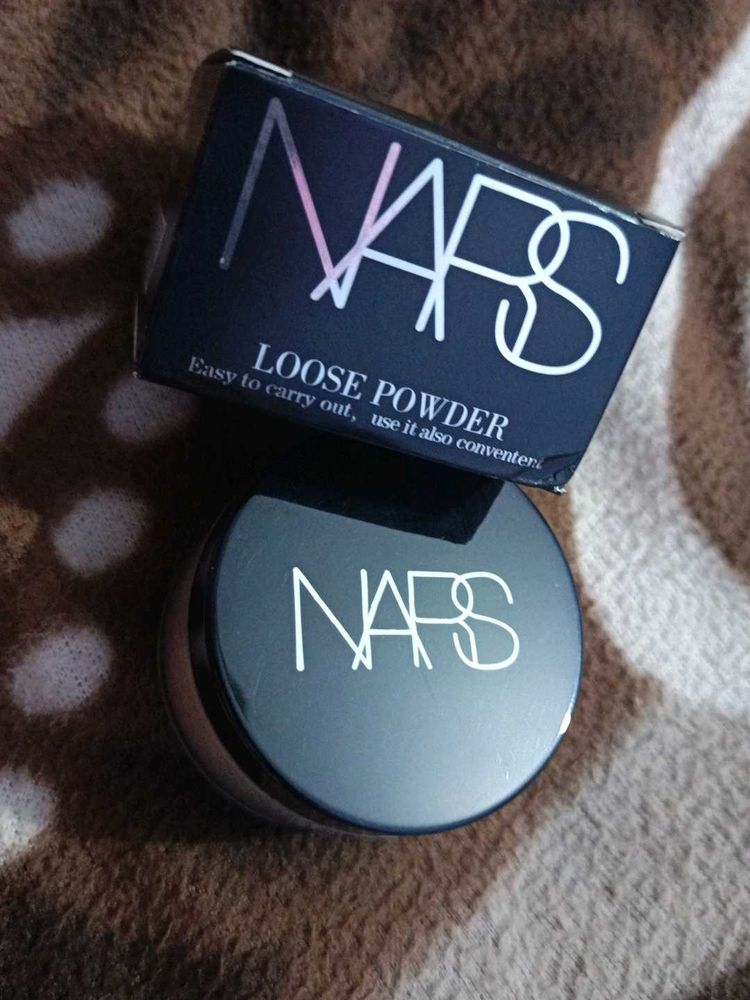 NARS
LOOSE POWDER
Easy to carry out, use it also conventent
NARS